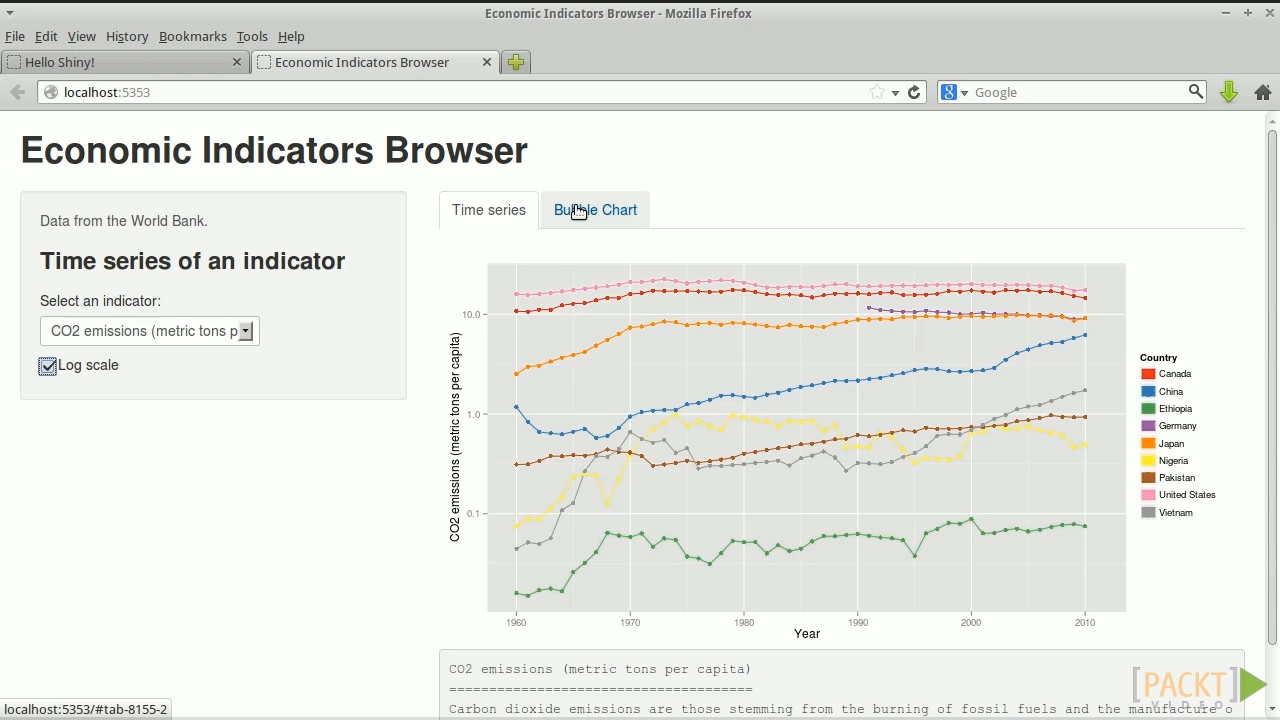 Economic Indicators Browser - Mozilla Firefox
File Edit View History Bookmarks Tools Help
Hello Shiny!
Economic Indicators Browser
localhost:5353
Google
Economic Indicators Browser
Data from the World Bank.
Time series of an indicator
Select an indicator:
CO2 emissions (metric tons p
Log scale
Time series
Bubble Chart
CO2 emissions (metric tons per capita)
10.0
1.0
0.1
1960 1970 1980 1990 2000 2010
Year
Country
Canada
China
Ethiopia
Germany
Japan
Nigeria
Pakistan
United States
Vietnam
CO2 emissions (metric tons per capita)
======================================
Carbon dioxide emissions are those stemming from the burning of fossil fuels and the manufacture o
[PACKT]
VIDEO
localhost:5353/#tab-8155-2